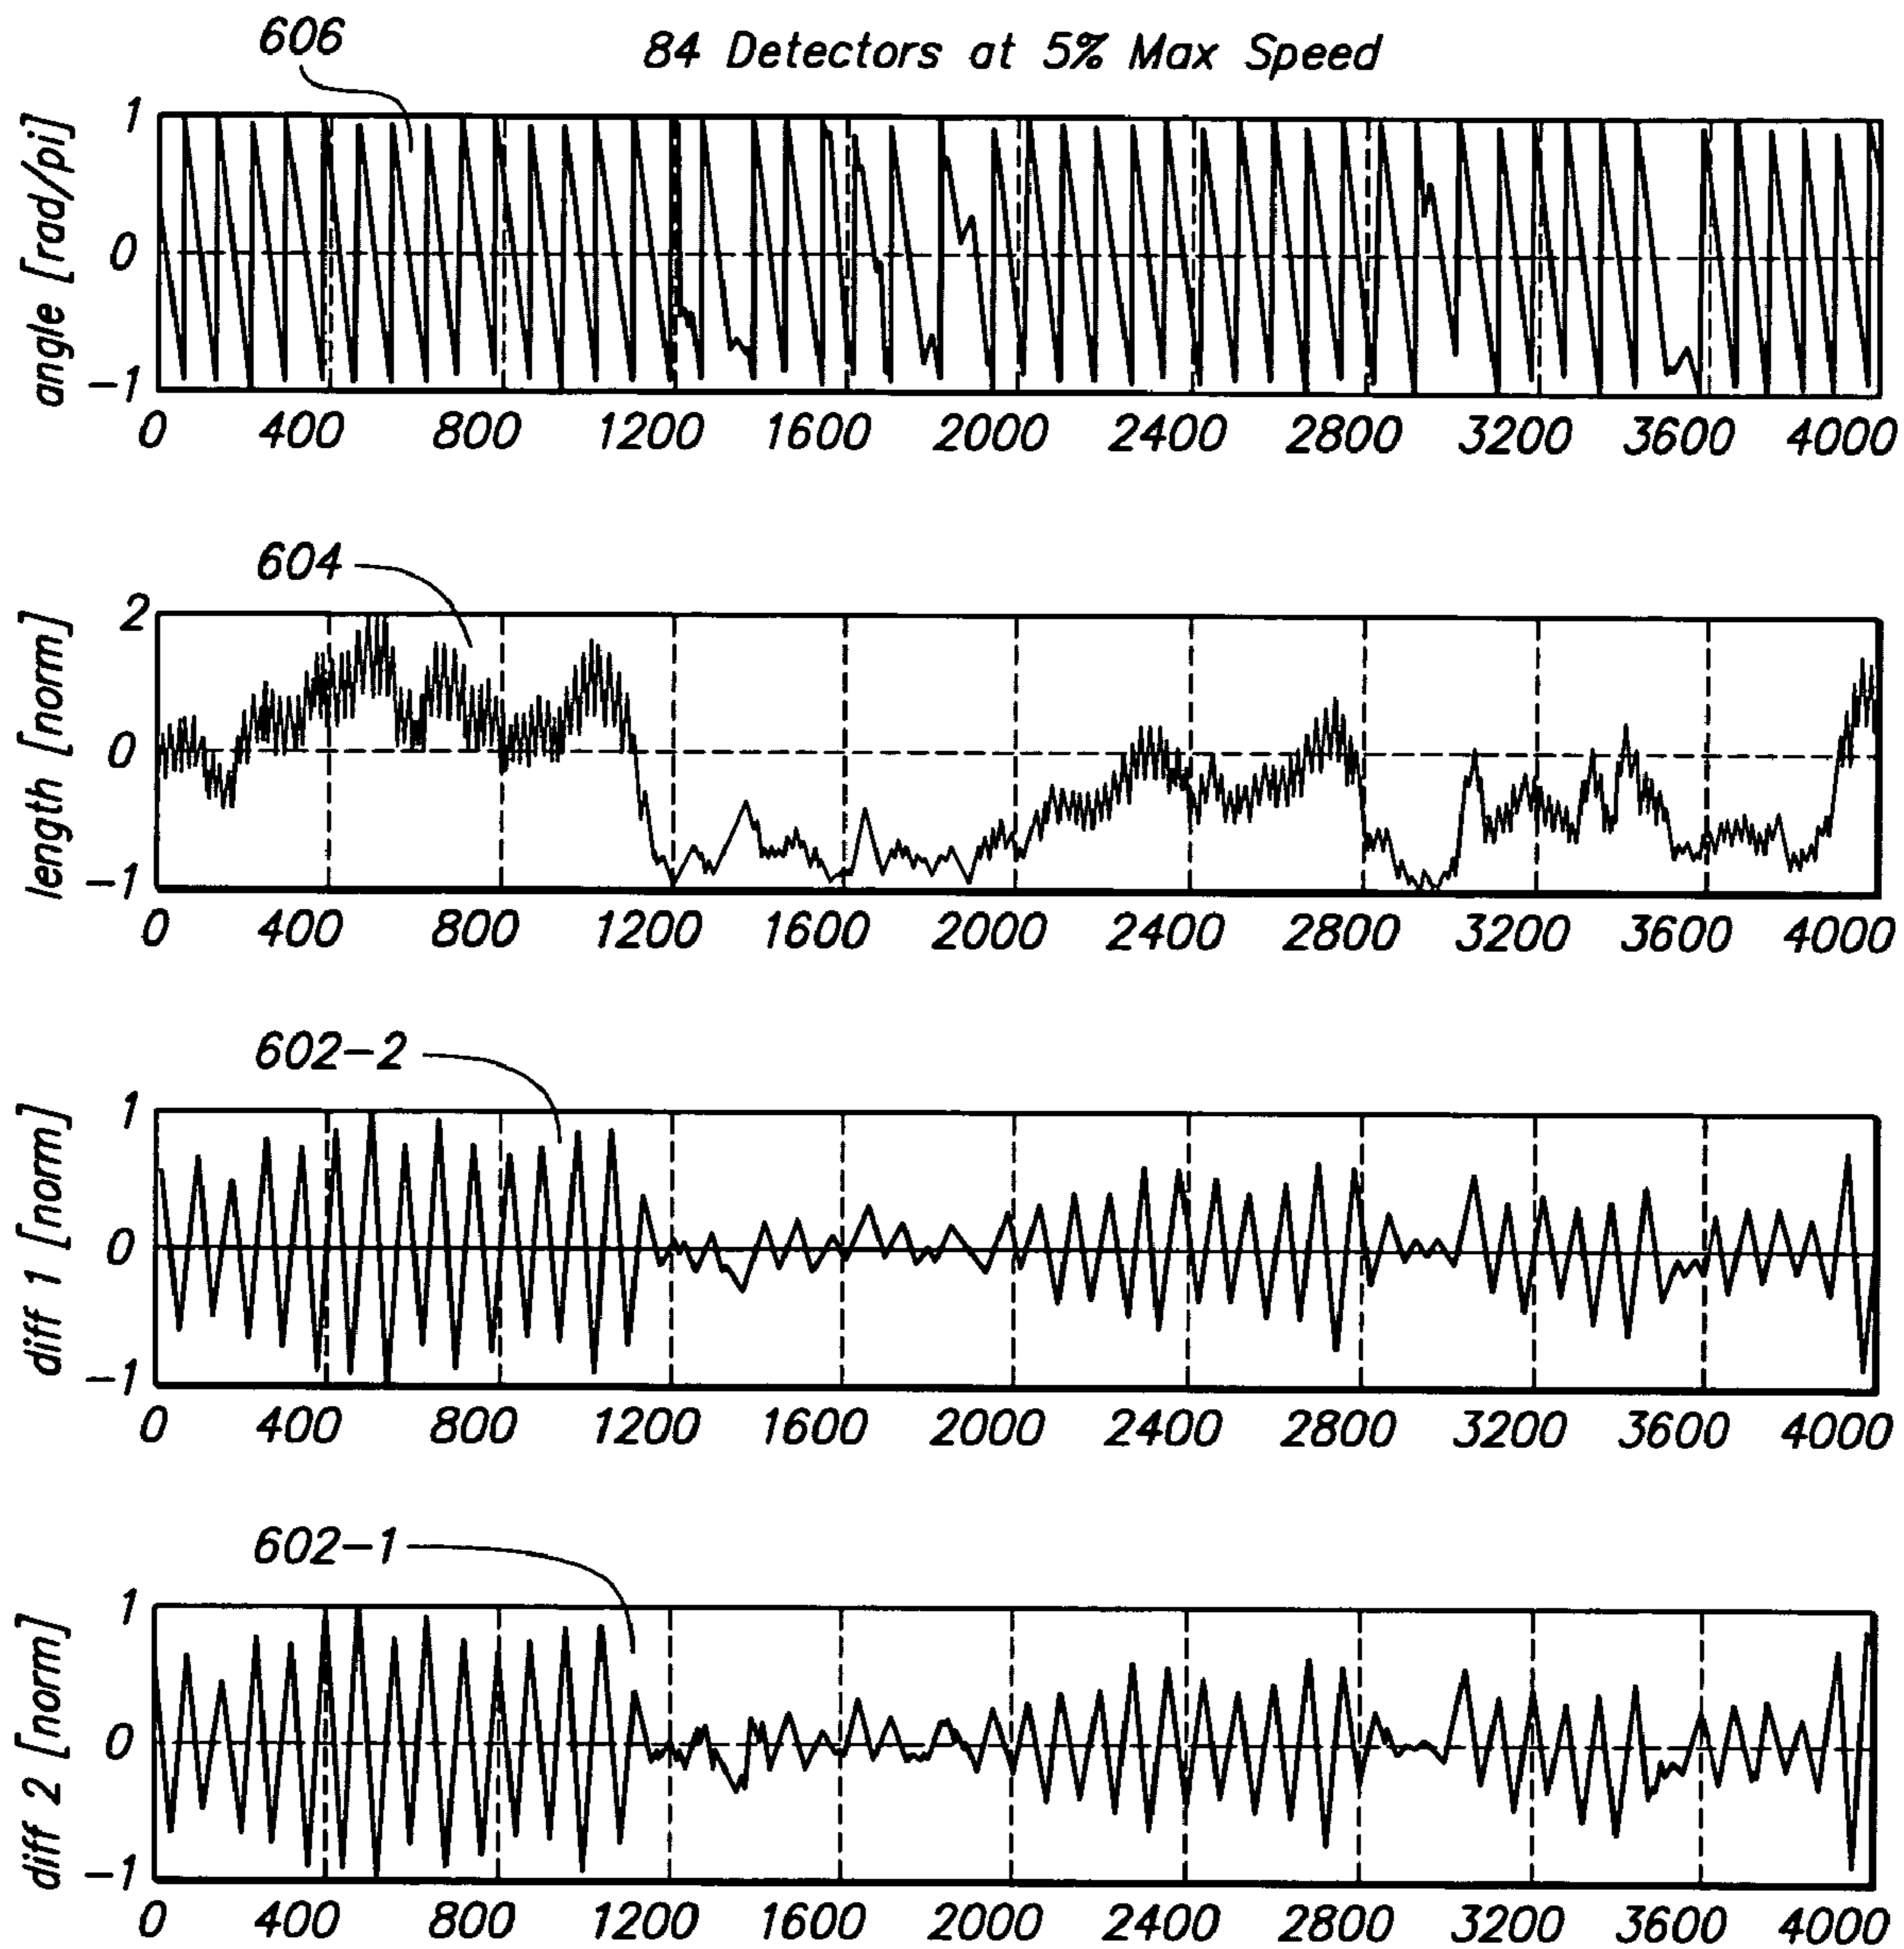 606
84 Detectors at 5% Max Speed
angle [rad/pi]
1
0
-1
0 400 800 1200 1600 2000 2400 2800 3200 3600 4000
604
length [norm]
2
0
-1
0 400 800 1200 1600 2000 2400 2800 3200 3600 4000
602-2
diff 1 [norm]
1
0
-1
0 400 800 1200 1600 2000 2400 2800 3200 3600 4000
602-1
diff 2 [norm]
1
0
-1
0 400 800 1200 1600 2000 2400 2800 3200 3600 4000